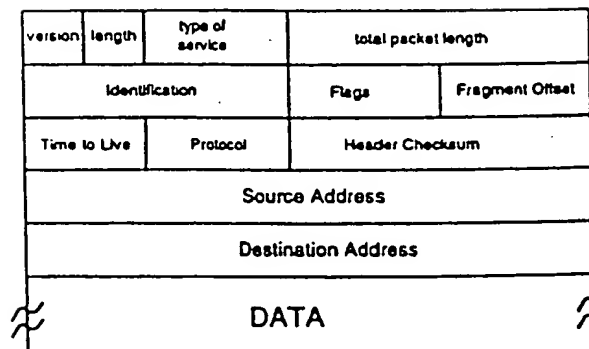 version length type of service total packet length
Identification Flags Fragment Offset
Time to Live Protocol Header Checksum
Source Address
Destination Address
DATA